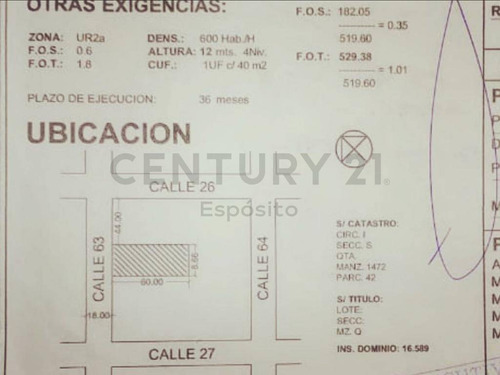 OTRAS EXIGENCIAS:
ZONA: UR2a DENS.: 600 Hab./H
F.O.S.: 0.6 ALTURA: 12 mts. 4Niv.
F.O.T.: 1.8 CUF.: 1UF c/ 40 m2
PLAZO DE EJECUCION: 36 meses
F.O.S.: 182.05
---------- = 0.35
519.60
F.O.T.: 529.38
---------- = 1.01
519.60
UBICACION
CENTURY 21
Espósito
CALLE 26
CALLE 63
44.00
8.66
60.00
18.00
CALLE 64
CALLE 27
S/ CATASTRO:
CIRC. I
SECC. S
QTA.
MANZ. 1472
PARC. 42
S/ TITULO:
LOTE:
SECC.
MZ. Q
INS. DOMINIO: 16.589